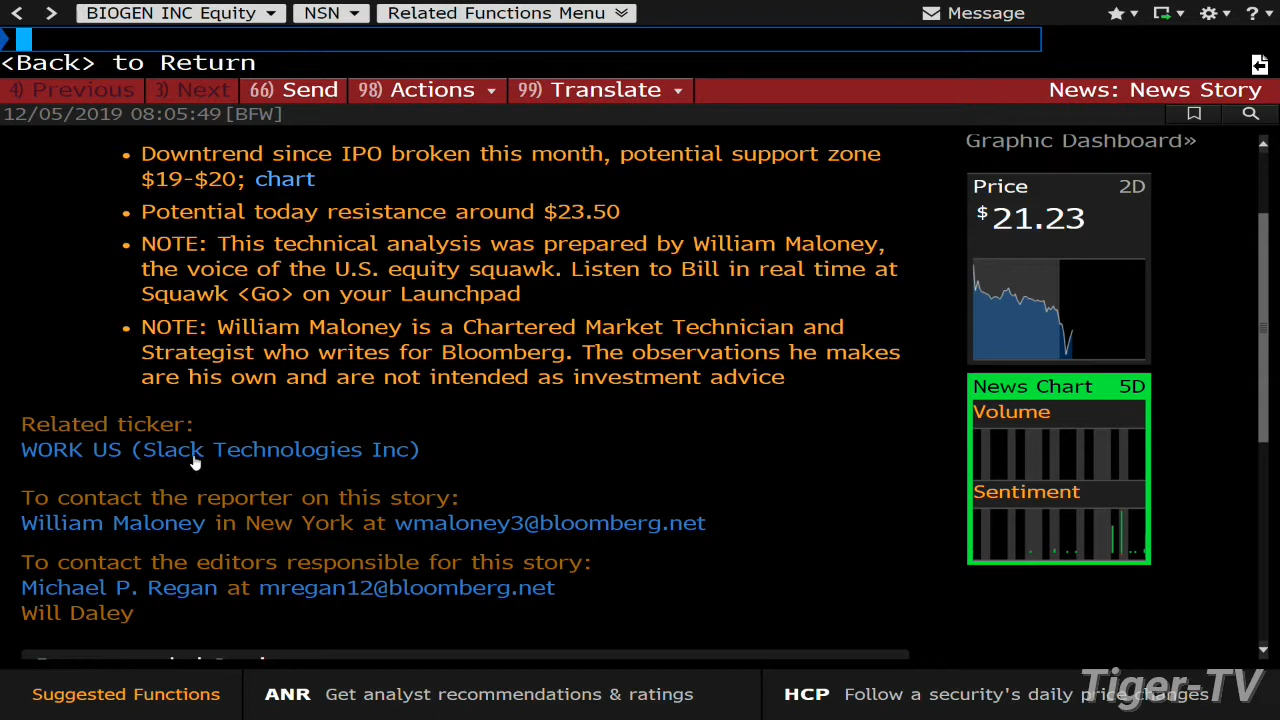 BIOGEN INC Equity NSN Related Functions Menu Message
<Back> to Return
4) Previous 3) Next 66) Send 98) Actions 99) Translate News: News Story
12/05/2019 08:05:49[BFW]
• Downtrend since IPO broken this month, potential support zone
$19-$20; chart
• Potential today resistance around $23.50
• NOTE: This technical analysis was prepared by William Maloney,
the voice of the U.S. equity squawk. Listen to Bill in real time at
Squawk <Go> on your Launchpad
• NOTE: William Maloney is a Chartered Market Technician and
Strategist who writes for Bloomberg. The observations he makes
are his own and are not intended as investment advice
Related ticker:
WORK US (Slack Technologies Inc)
To contact the reporter on this story:
William Maloney in New York at wmaloney3@bloomberg.net
To contact the editors responsible for this story:
Michael P. Regan at mregan12@bloomberg.net
Will Daley
Graphic Dashboard»
Price 2D
$21.23
News Chart 5D
Volume
Sentiment
Suggested Functions ANR Get analyst recommendations & ratings HCP Follow a security's daily price changes
Tiger-TV